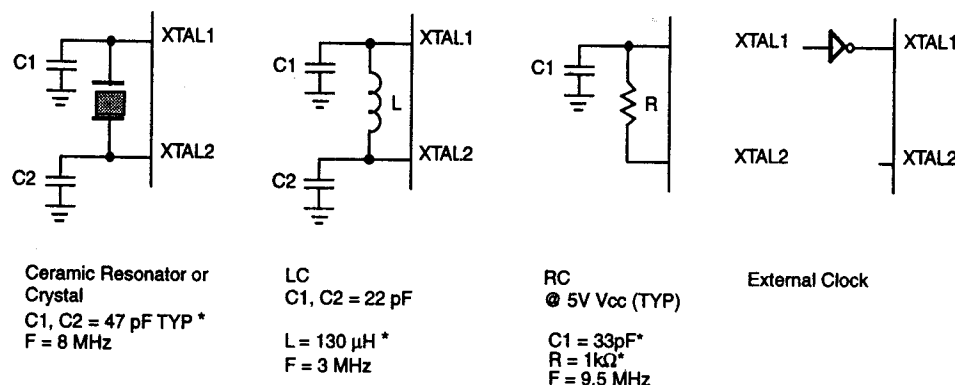 XTAL1
C1
XTAL2
C2
Ceramic Resonator or
Crystal
C1, C2 = 47 pF TYP *
F = 8 MHz
XTAL1
C1
L
XTAL2
C2
LC
C1, C2 = 22 pF
L = 130 µH *
F = 3 MHz
XTAL1
C1
R
XTAL2
RC
@ 5V Vcc (TYP)
C1 = 33pF*
R = 1kΩ*
F = 9.5 MHz
XTAL1
XTAL2
External Clock